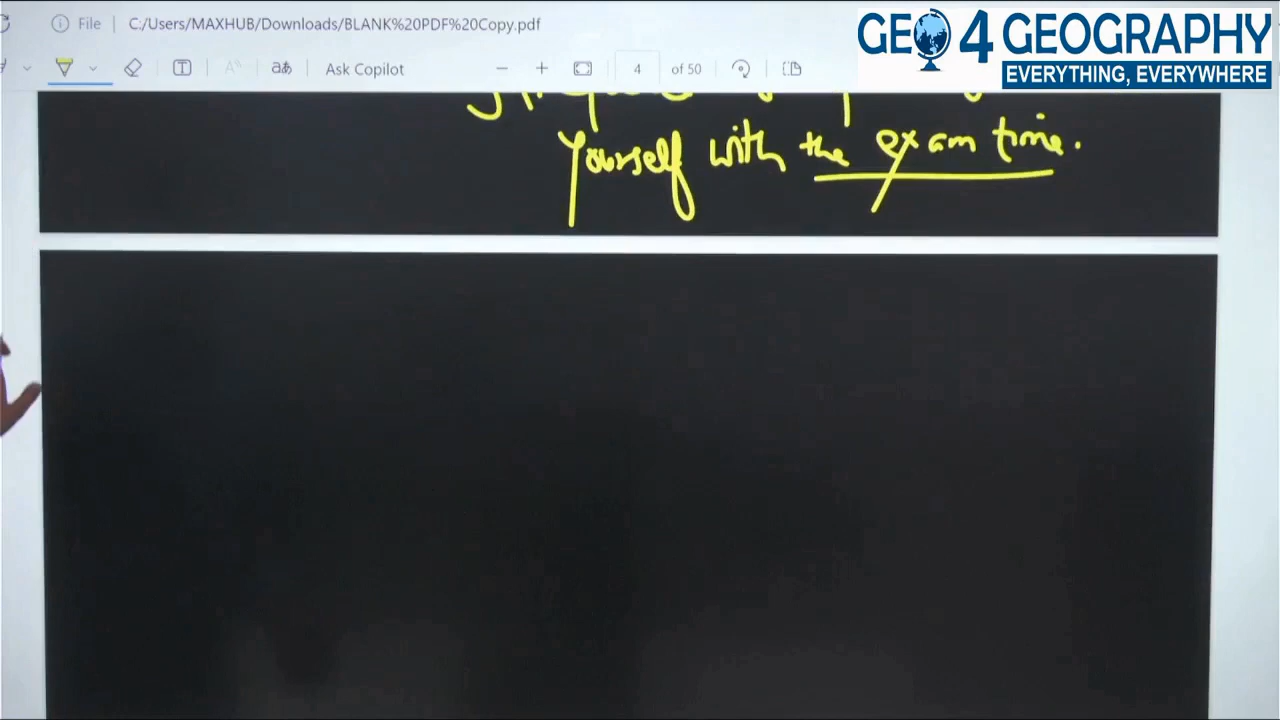 File | C:/Users/MAXHUB/Downloads/BLANK%20PDF%20Copy.pdf
GEO 4 GEOGRAPHY
EVERYTHING, EVERYWHERE
Ask Copilot
4 of 50
yourself with the exam time.